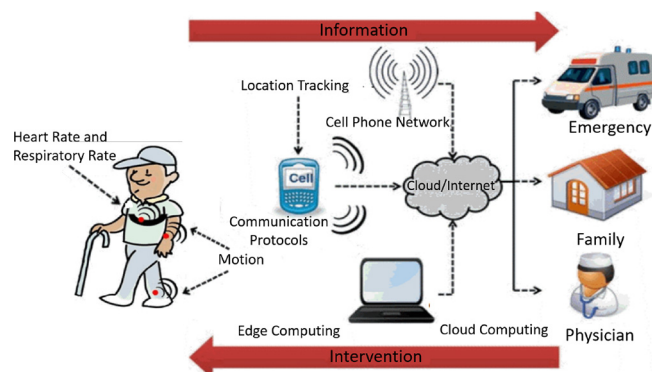 Information
Location Tracking
Cell Phone Network
Emergency
Heart Rate and
Respiratory Rate
Cell
Cloud/Internet
Communication
Protocols
Family
Motion
Edge Computing
Cloud Computing
Physician
Intervention